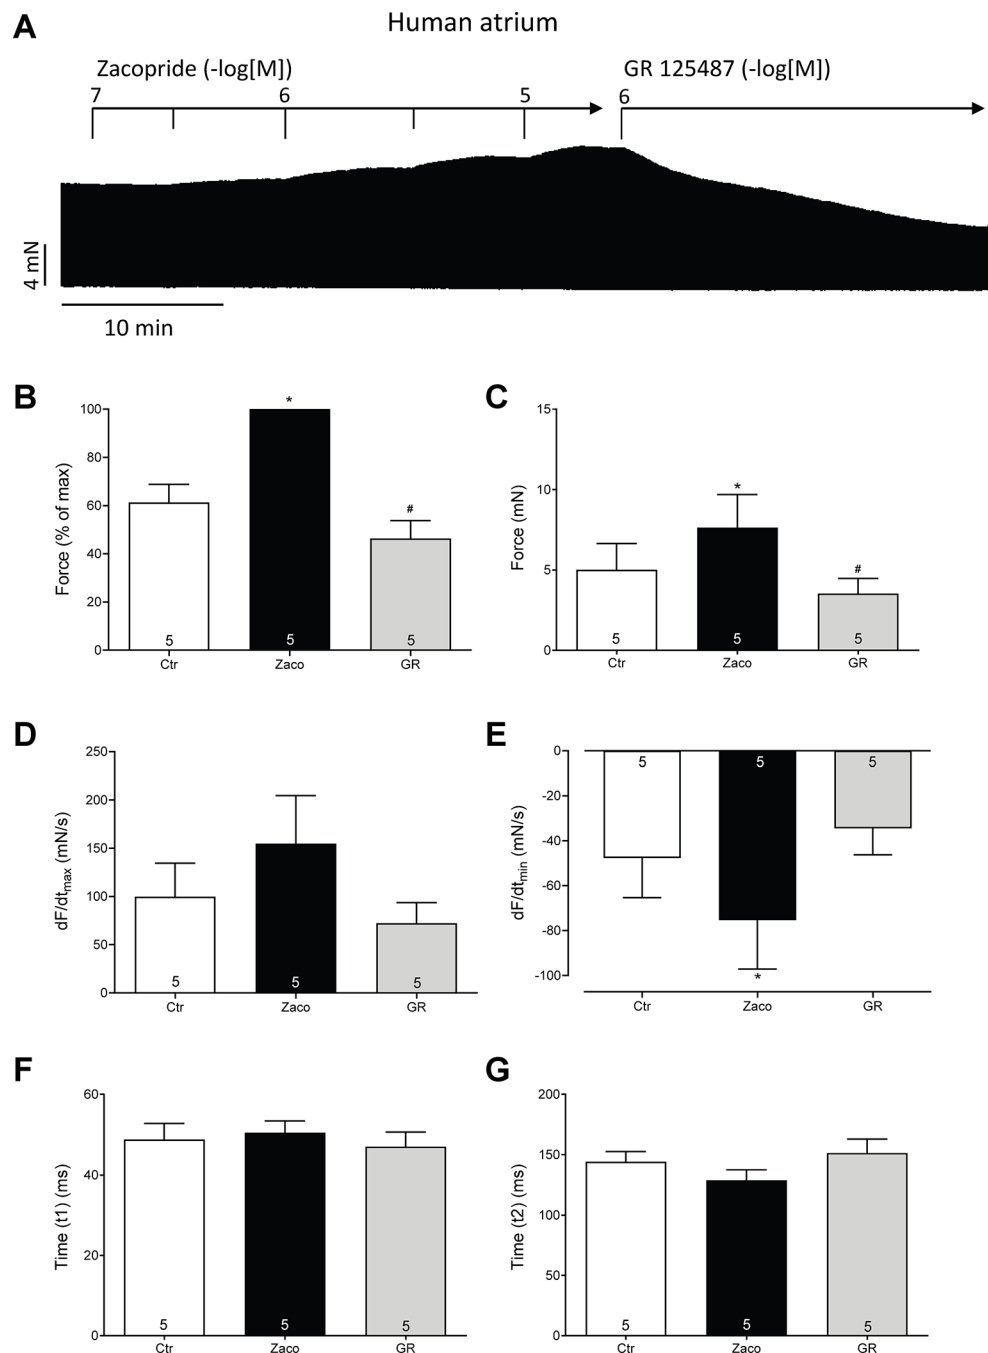 A
Human atrium
Zacopride (-log[M])
GR 125487 (-log[M])
7 6 5 6
4 mN
10 min
B
Force (% of max)
100
80
60
40
20
0
*
#
5 5 5
Ctr Zaco GR
C
Force (mN)
15
10
5
0
*
#
5 5 5
Ctr Zaco GR
D
dF/dtmax (mN/s)
250
200
150
100
50
0
5 5 5
Ctr Zaco GR
E
dF/dtmin (mN/s)
0
-20
-40
-60
-80
-100
5 5 5
*
Ctr Zaco GR
F
Time (t1) (ms)
60
40
20
0
5 5 5
Ctr Zaco GR
G
Time (t2) (ms)
200
150
100
50
0
5 5 5
Ctr Zaco GR